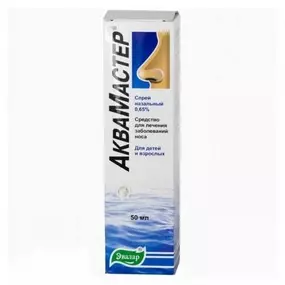 АКВАМАСТЕР®
Спрей
назальный
0,65%
Средство
для лечения
заболеваний
носа
Для детей
и взрослых
50 мл
Эвалар